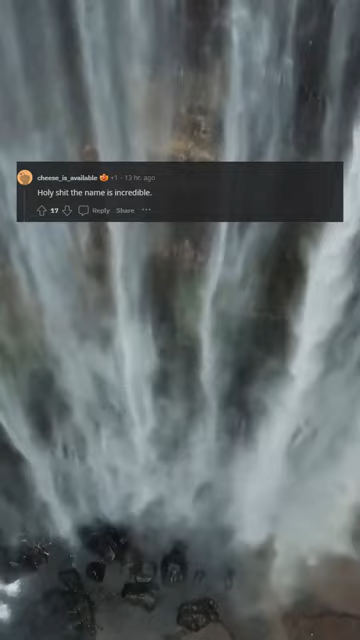 cheese_is_available +1 · 13 hr. ago
Holy shit the name is incredible.
17 Reply Share ...